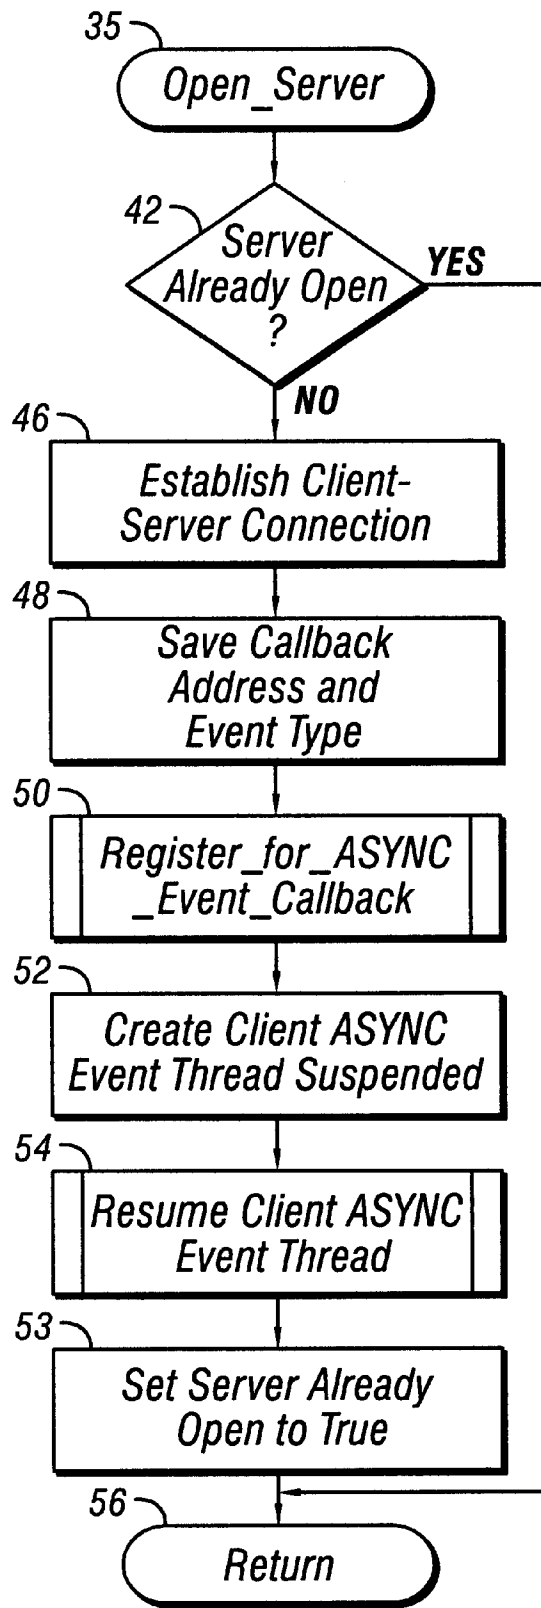 35
Open_Server
42
Server
Already Open
?
YES
NO
46
Establish Client-
Server Connection
48
Save Callback
Address and
Event Type
50
Register_for_ASYNC
_Event_Callback
52
Create Client ASYNC
Event Thread Suspended
54
Resume Client ASYNC
Event Thread
53
Set Server Already
Open to True
56
Return